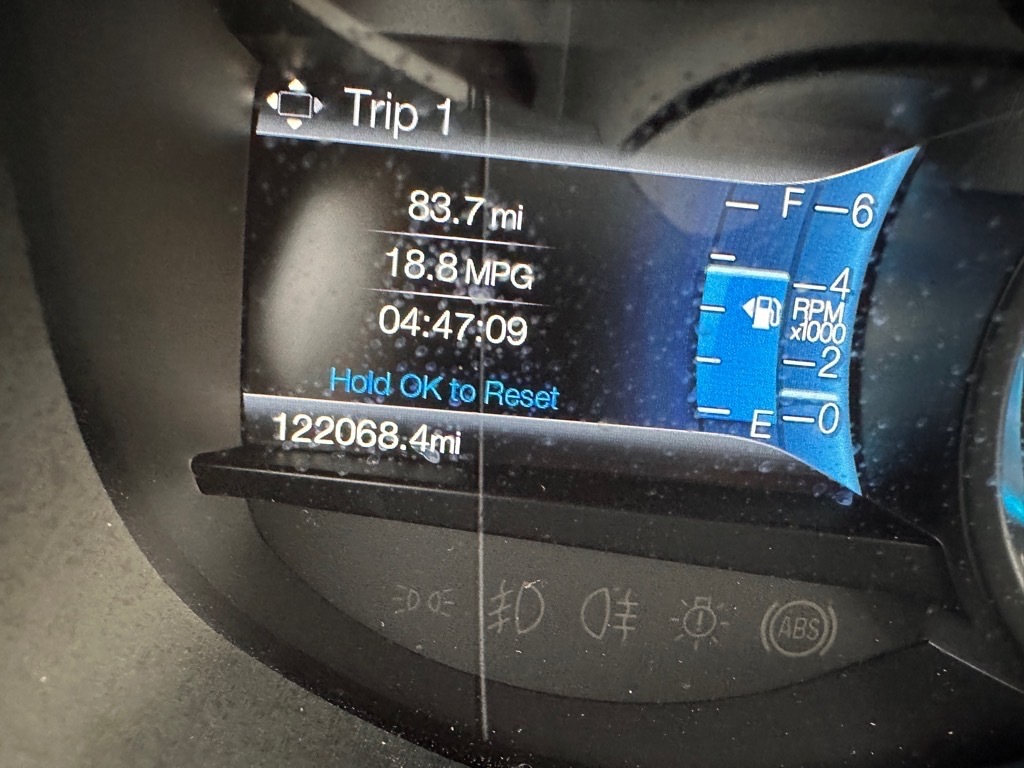 Trip 1
83.7 mi
18.8 MPG
04:47:09
Hold OK to Reset
122068.4mi
F
E
6
4
RPM
x1000
2
0
ABS